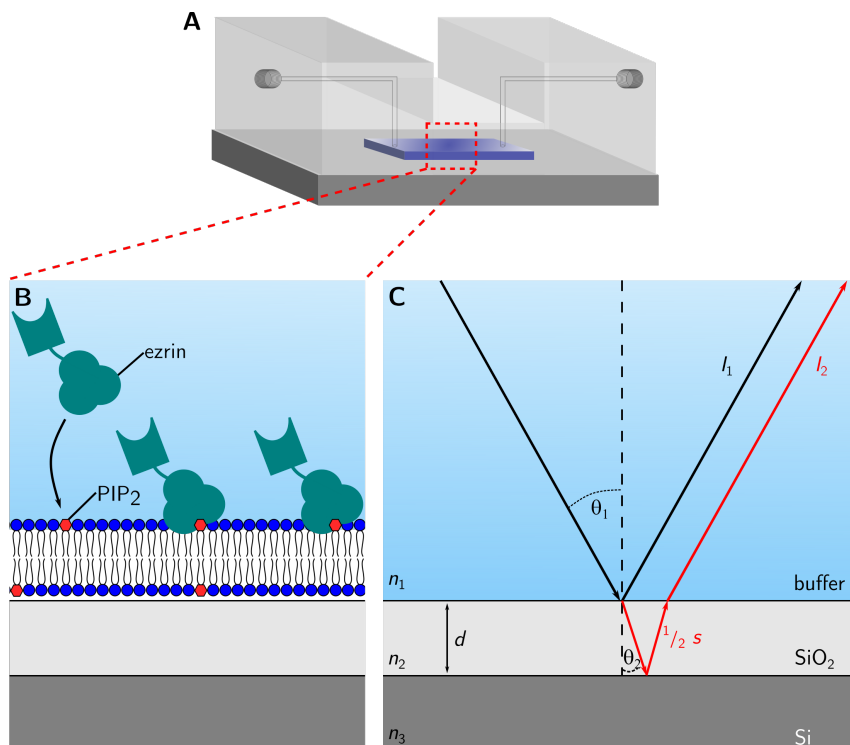 A
B
ezrin
PIP₂
C
I₁
I₂
θ₁
n₁
buffer
d
¹/₂ s
n₂
θ₂
SiO₂
n₃
Si